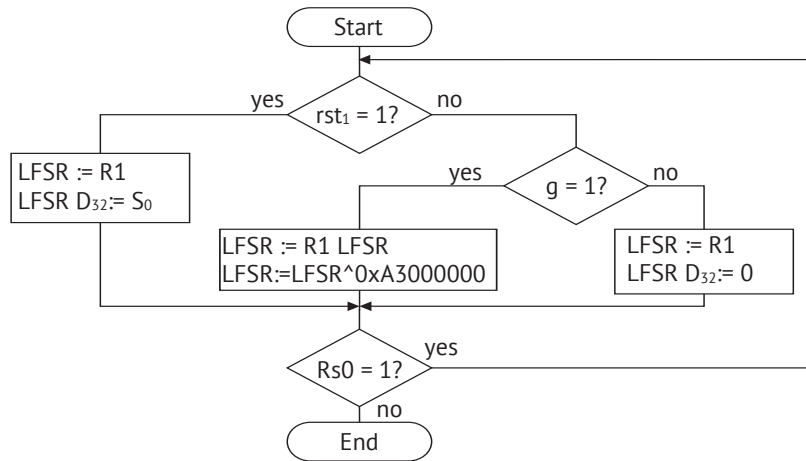 Start
yes
rst₁ = 1?
no
LFSR := R1
LFSR D₃₂:= S₀
yes
g = 1?
no
LFSR := R1 LFSR
LFSR:=LFSR^0xA3000000
LFSR := R1
LFSR D₃₂:= 0
Rs0 = 1?
yes
no
End